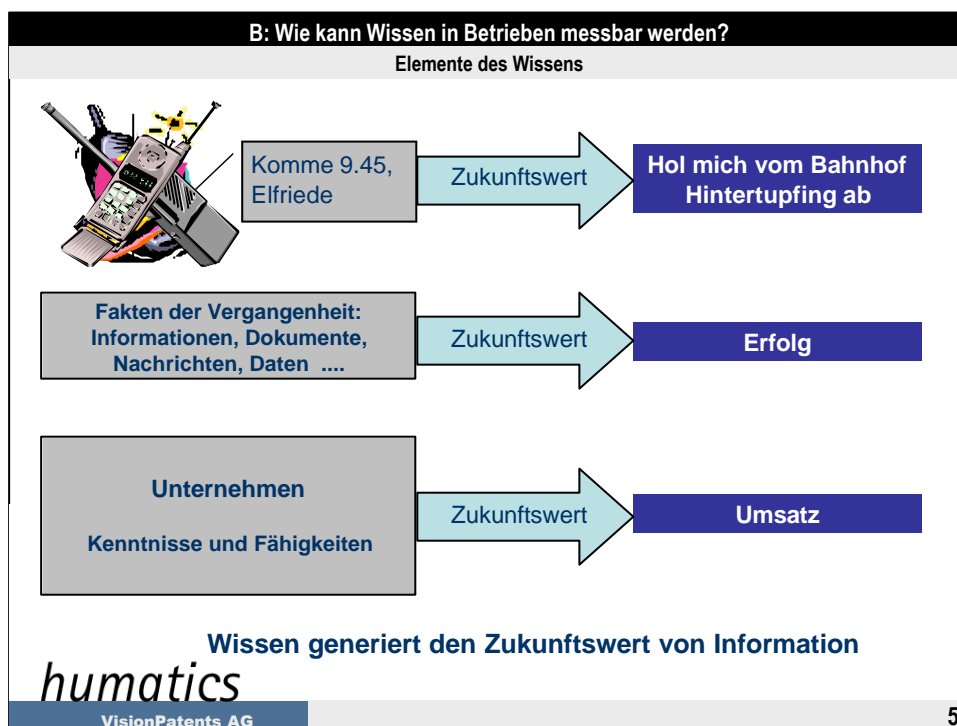 B: Wie kann Wissen in Betrieben messbar werden?
Elemente des Wissens
Komme 9.45,
Elfriede
Zukunftswert
Hol mich vom Bahnhof
Hintertupfing ab
Fakten der Vergangenheit:
Informationen, Dokumente,
Nachrichten, Daten ....
Zukunftswert
Erfolg
Unternehmen
Kenntnisse und Fähigkeiten
Zukunftswert
Umsatz
Wissen generiert den Zukunftswert von Information
humatics
VisionPatents AG
5